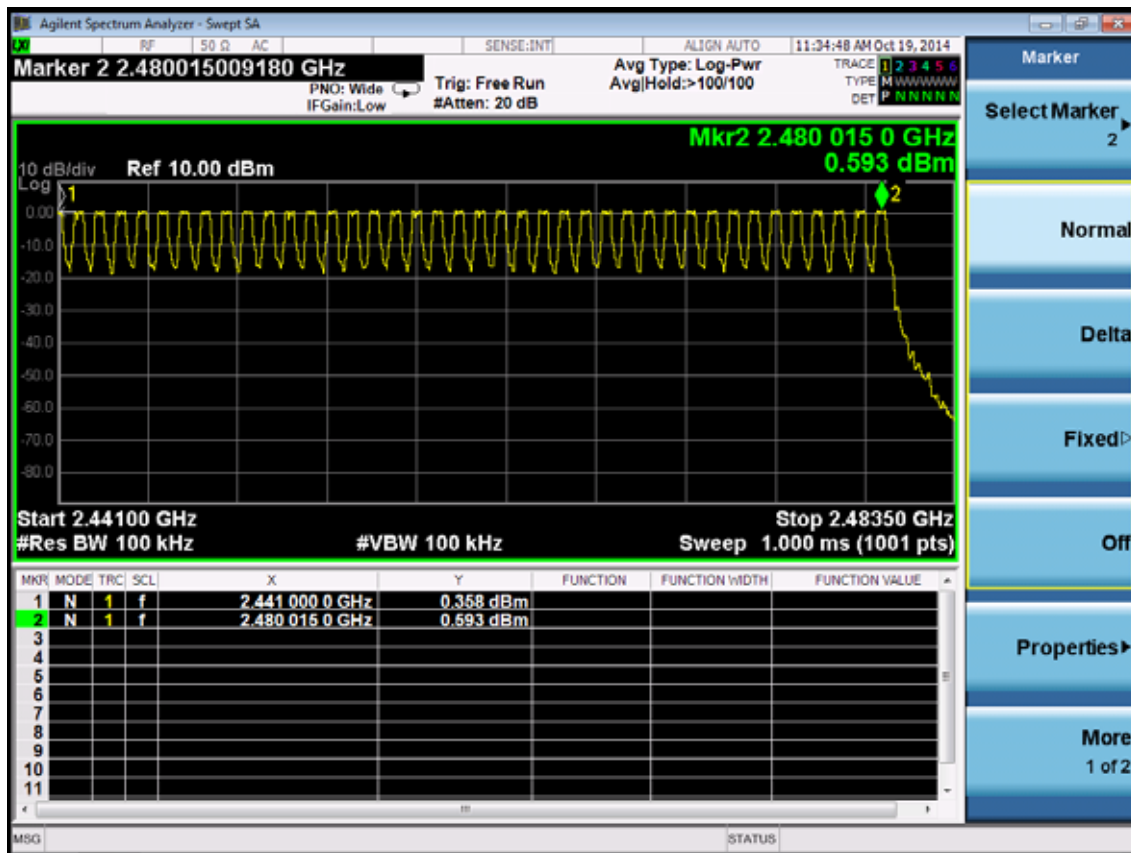 Agilent Spectrum Analyzer - Swept SA
LXI RF 50 Ω AC SENSE:INT ALIGN AUTO 11:34:48 AM Oct 19, 2014
Marker 2 2.480015009180 GHz
PNO: Wide
IFGain:Low
Trig: Free Run
#Atten: 20 dB
Avg Type: Log-Pwr
Avg|Hold:>100/100
TRACE 1 2 3 4 5 6
TYPE M W W W W W
DET P N N N N N
Mkr2 2.480 015 0 GHz
0.593 dBm
10 dB/div Ref 10.00 dBm
Log
1
2
0.00
-10.0
-20.0
-30.0
-40.0
-50.0
-60.0
-70.0
-80.0
Start 2.44100 GHz Stop 2.48350 GHz
#Res BW 100 kHz #VBW 100 kHz Sweep 1.000 ms (1001 pts)
MKR MODE TRC SCL X Y FUNCTION FUNCTION WIDTH FUNCTION VALUE
1 N 1 f 2.441 000 0 GHz 0.358 dBm
2 N 1 f 2.480 015 0 GHz 0.593 dBm
3
4
5
6
7
8
9
10
11
MSG STATUS
Marker
Select Marker
2
Normal
Delta
Fixed
Off
Properties
More
1 of 2